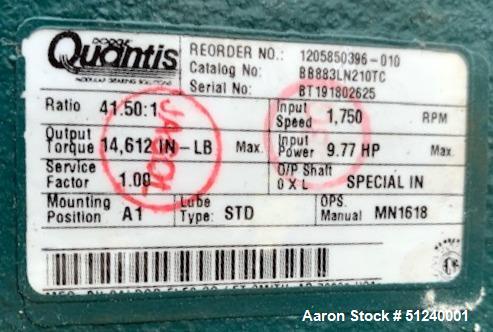 DODGE
Quantis
MODULAR GEARING SOLUTIONS
REORDER NO.: 1205850396-010
Catalog No: BB883LN210TC
Serial No: BT191802625
Ratio 41.50:1 Input Speed 1,750 RPM
Output Torque 14,612 IN-LB Max. Input Power 9.77 HP Max.
Service Factor 1.00 O/P Shaft O X L SPECIAL IN
Mounting Position A1 Lube Type: STD OPS. Manual MN1618
JACOI
Aaron Stock # 51240001